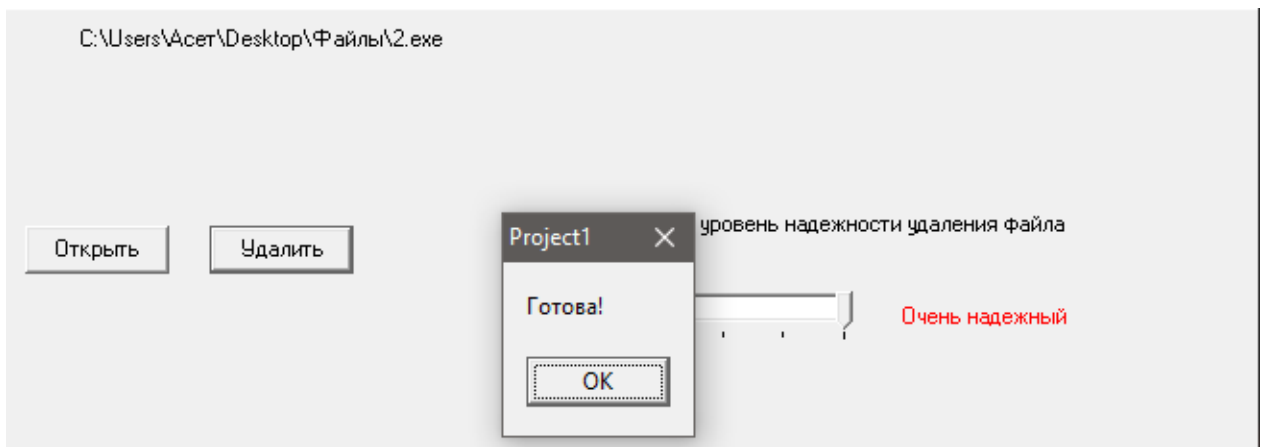 C:\Users\Асет\Desktop\Файлы\2.exe
уровень надежности удаления файла
Открыть
Удалить
Project1
Готова!
Очень надежный
OK